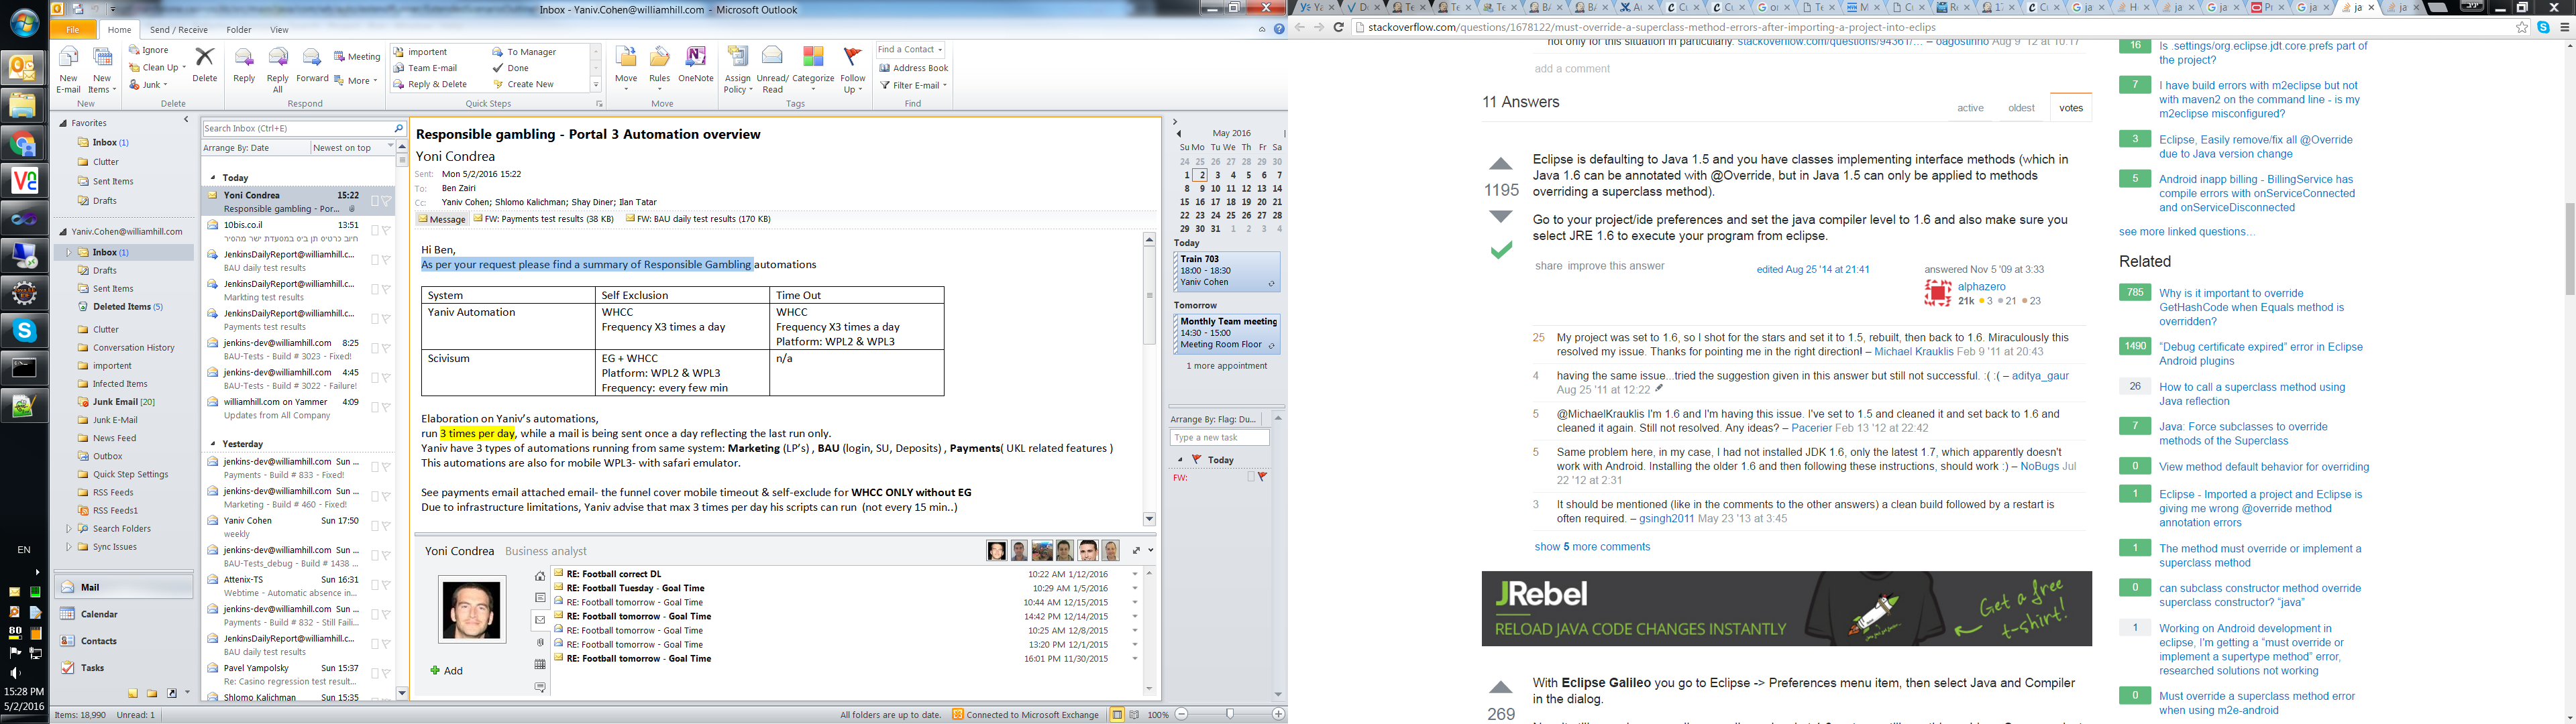 Inbox - Yaniv.Cohen@williamhill.com - Microsoft Outlook
File Home Send / Receive Folder View
New E-mail
New Items
New
Ignore
Clean Up
Junk
Delete
Delete
Reply
Reply All
Forward
Meeting
More
Respond
importent
Team E-mail
Reply & Delete
To Manager
Done
Create New
Quick Steps
Move
Rules
OneNote
Move
Assign Policy
Unread/ Read
Categorize
Follow Up
Tags
Find a Contact
Address Book
Filter E-mail
Find
Favorites
Inbox (1)
Clutter
Sent Items
Drafts
Yaniv.Cohen@williamhill.com
Inbox (1)
Drafts
Sent Items
Deleted Items (5)
Clutter
Conversation History
importent
Infected Items
Junk Email [20]
Junk E-Mail
News Feed
Outbox
Quick Step Settings
RSS Feeds
RSS Feeds1
Search Folders
Sync Issues
Mail
Calendar
Contacts
Tasks
EN
80
15:28 PM
5/2/2016
Items: 18,990 Unread: 1
Search Inbox (Ctrl+E)
Arrange By: Date Newest on top
Today
Yoni Condrea 15:22
Responsible gambling - Por...
10bis.co.il 13:51
חיוב כרטיס תן ביס במסעדת ישר מהסיר
JenkinsDailyReport@williamhill.c...
BAU daily test results
JenkinsDailyReport@williamhill.c...
Markting test results
JenkinsDailyReport@williamhill.c...
Payments test results
jenkins-dev@williamhill.com 8:25
BAU-Tests - Build # 3023 - Fixed!
jenkins-dev@williamhill.com 4:45
BAU-Tests - Build # 3022 - Failure!
williamhill.com on Yammer 4:09
Updates from All Company
Yesterday
jenkins-dev@williamhill.com Sun ...
Payments - Build # 833 - Fixed!
jenkins-dev@williamhill.com Sun ...
Marketing - Build # 460 - Fixed!
Yaniv Cohen Sun 17:50
weekly
jenkins-dev@williamhill.com Sun ...
BAU-Tests_debug - Build # 1438 ...
Attenix-TS Sun 16:31
Webtime - Automatic absence in...
jenkins-dev@williamhill.com Sun ...
Payments - Build # 832 - Still Faili...
JenkinsDailyReport@williamhill.c...
BAU daily test results
Pavel Yampolsky Sun 15:37
Re: Casino regression test result...
Shlomo Kalichman Sun 15:35
Responsible gambling - Portal 3 Automation overview
Yoni Condrea
Sent: Mon 5/2/2016 15:22
To: Ben Zairi
Cc: Yaniv Cohen; Shlomo Kalichman; Shay Diner; Ilan Tatar
Message FW: Payments test results (38 KB) FW: BAU daily test results (170 KB)
Hi Ben,
As per your request please find a summary of Responsible Gambling automations
System Self Exclusion Time Out
Yaniv Automation WHCC WHCC
Frequency X3 times a day Frequency X3 times a day
Platform: WPL2 & WPL3
Scivisum EG + WHCC n/a
Platform: WPL2 & WPL3
Frequency: every few min
Elaboration on Yaniv's automations,
run 3 times per day, while a mail is being sent once a day reflecting the last run only.
Yaniv have 3 types of automations running from same system: Marketing (LP's) , BAU (login, SU, Deposits) , Payments( UKL related features )
This automations are also for mobile WPL3- with safari emulator.
See payments email attached email- the funnel cover mobile timeout & self-exclude for WHCC ONLY without EG
Due to infrastructure limitations, Yaniv advise that max 3 times per day his scripts can run (not every 15 min..)
Yoni Condrea Business analyst
Add
RE: Football correct DL 10:22 AM 1/12/2016
RE: Football Tuesday - Goal Time 10:29 AM 1/5/2016
RE: Football tomorrow - Goal Time 10:44 AM 12/15/2015
RE: Football tomorrow - Goal Time 14:42 PM 12/14/2015
RE: Football tomorrow - Goal Time 10:25 AM 12/8/2015
RE: Football tomorrow - Goal Time 13:20 PM 12/1/2015
RE: Football tomorrow - Goal Time 16:01 PM 11/30/2015
All folders are up to date. Connected to Microsoft Exchange 100%
May 2016
Su Mo Tu We Th Fr Sa
24 25 26 27 28 29 30
1 2 3 4 5 6 7
8 9 10 11 12 13 14
15 16 17 18 19 20 21
22 23 24 25 26 27 28
29 30 31 1 2 3 4
Today
Train 703
18:00 - 18:30
Yaniv Cohen
Tomorrow
Monthly Team meeting
14:30 - 15:00
Meeting Room Floor
1 more appointment
Arrange By: Flag: Du...
Type a new task
Today
FW:
stackoverflow.com/questions/1678122/must-override-a-superclass-method-errors-after-importing-a-project-into-eclips
not only for this situation in particularly. stackoverflow.com/questions/94361/... – oagostinho Aug 9 '12 at 10:17
add a comment
11 Answers
active oldest votes
1195
Eclipse is defaulting to Java 1.5 and you have classes implementing interface methods (which in
Java 1.6 can be annotated with @Override, but in Java 1.5 can only be applied to methods
overriding a superclass method).
Go to your project/ide preferences and set the java compiler level to 1.6 and also make sure you
select JRE 1.6 to execute your program from eclipse.
share improve this answer
edited Aug 25 '14 at 21:41
answered Nov 5 '09 at 3:33
alphazero
21k 3 21 23
25 My project was set to 1.6, so I shot for the stars and set it to 1.5, rebuilt, then back to 1.6. Miraculously this
resolved my issue. Thanks for pointing me in the right direction! – Michael Krauklis Feb 9 '11 at 20:43
4 having the same issue...tried the suggestion given in this answer but still not successful. :( :( – aditya_gaur
Aug 25 '11 at 12:22
5 @MichaelKrauklis I'm 1.6 and I'm having this issue. I've set to 1.5 and cleaned it and set back to 1.6 and
cleaned it again. Still not resolved. Any ideas? – Pacerier Feb 13 '12 at 22:42
5 Same problem here, in my case, I had not installed JDK 1.6, only the latest 1.7, which apparently doesn't
work with Android. Installing the older 1.6 and then following these instructions, should work :) – NoBugs Jul
22 '12 at 2:31
3 It should be mentioned (like in the comments to the other answers) a clean build followed by a restart is
often required. – gsingh2011 May 23 '13 at 3:45
show 5 more comments
JRebel
RELOAD JAVA CODE CHANGES INSTANTLY
Get a free
t-shirt!
269
With Eclipse Galileo you go to Eclipse -> Preferences menu item, then select Java and Compiler
in the dialog.
16 Is .settings/org.eclipse.jdt.core.prefs part of
the project?
7 I have build errors with m2eclipse but not
with maven2 on the command line - is my
m2eclipse misconfigured?
3 Eclipse, Easily remove/fix all @Override
due to Java version change
5 Android inapp billing - BillingService has
compile errors with onServiceConnected
and onServiceDisconnected
see more linked questions…
Related
785 Why is it important to override
GetHashCode when Equals method is
overridden?
1490 "Debug certificate expired" error in Eclipse
Android plugins
26 How to call a superclass method using
Java reflection
7 Java: Force subclasses to override
methods of the Superclass
0 View method default behavior for overriding
1 Eclipse - Imported a project and Eclipse is
giving me wrong @override method
annotation errors
1 The method must override or implement a
superclass method
0 can subclass constructor method override
superclass constructor? "java"
1 Working on Android development in
eclipse, I'm getting a "must override or
implement a supertype method" error,
researched solutions not working
0 Must override a superclass method error
when using m2e-android